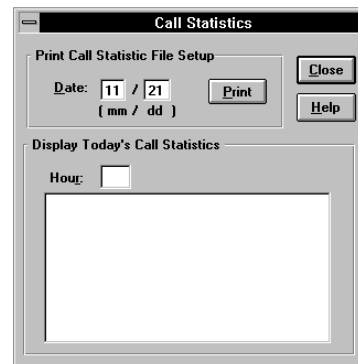 Call Statistics
Print Call Statistic File Setup
Date: 11 / 21
( mm / dd )
Print
Close
Help
Display Today's Call Statistics
Hour: